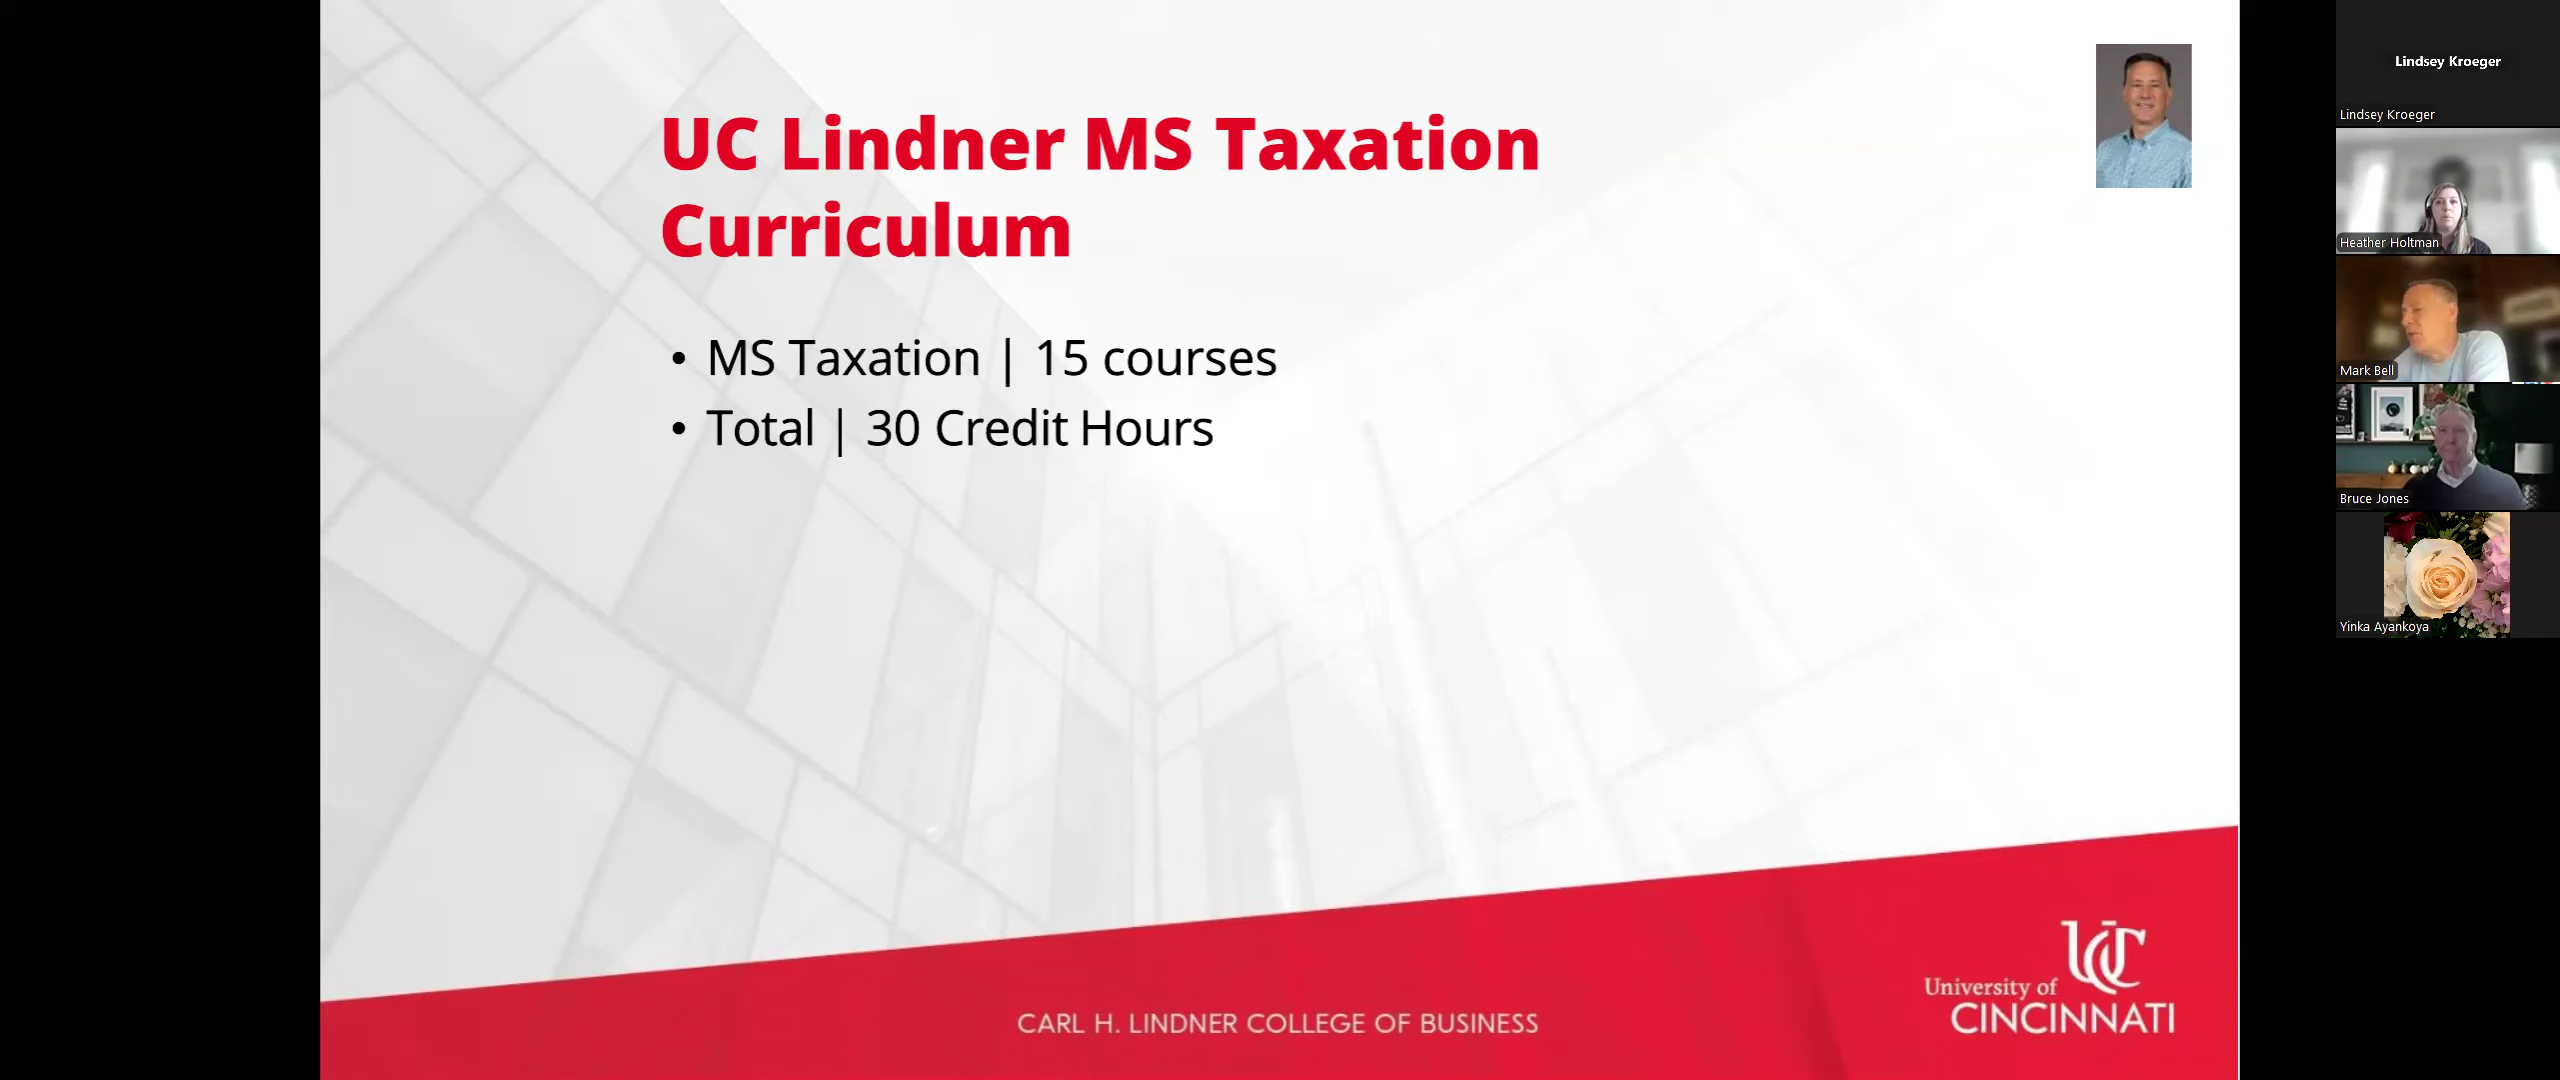 UC Lindner MS Taxation
Curriculum
• MS Taxation | 15 courses
• Total | 30 Credit Hours
CARL H. LINDNER COLLEGE OF BUSINESS
UC
University of
CINCINNATI
Lindsey Kroeger
Lindsey Kroeger
Heather Holtman
Mark Bell
Bruce Jones
Yinka Ayankoya